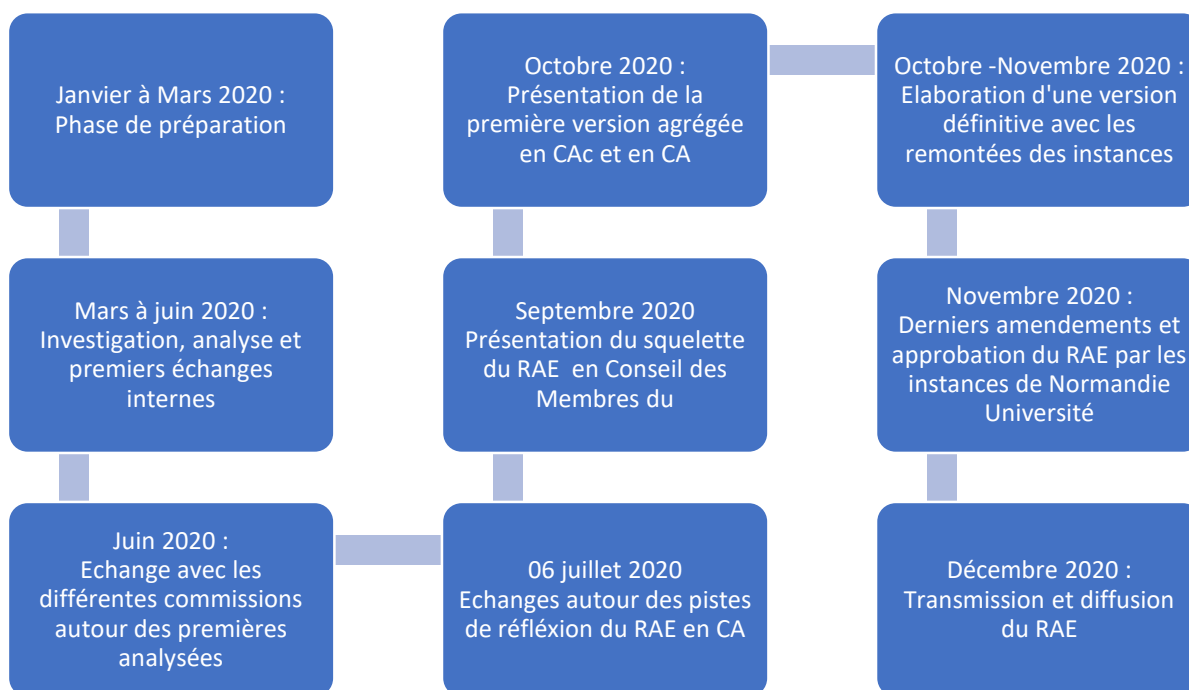 Janvier à Mars 2020 :
Phase de préparation
Mars à juin 2020 :
Investigation, analyse et
premiers échanges
internes
Juin 2020 :
Echange avec les
différentes commissions
autour des premières
analysées
06 juillet 2020
Echanges autour des pistes
de réfléxion du RAE en CA
Septembre 2020
Présentation du squelette
du RAE en Conseil des
Membres du
Octobre 2020 :
Présentation de la
première version agrégée
en CAc et en CA
Octobre -Novembre 2020 :
Elaboration d'une version
définitive avec les
remontées des instances
Novembre 2020 :
Derniers amendements et
approbation du RAE par les
instances de Normandie
Université
Décembre 2020 :
Transmission et diffusion
du RAE